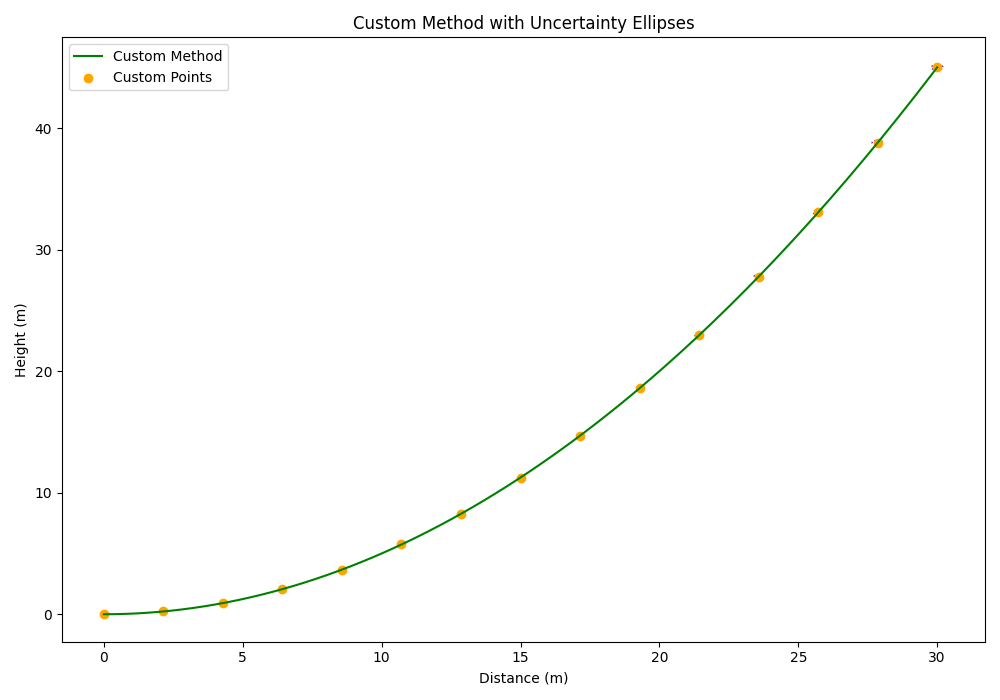 Custom Method with Uncertainty Ellipses
Custom Method
Custom Points
Height (m)
40
30
20
10
0
0 5 10 15 20 25 30
Distance (m)